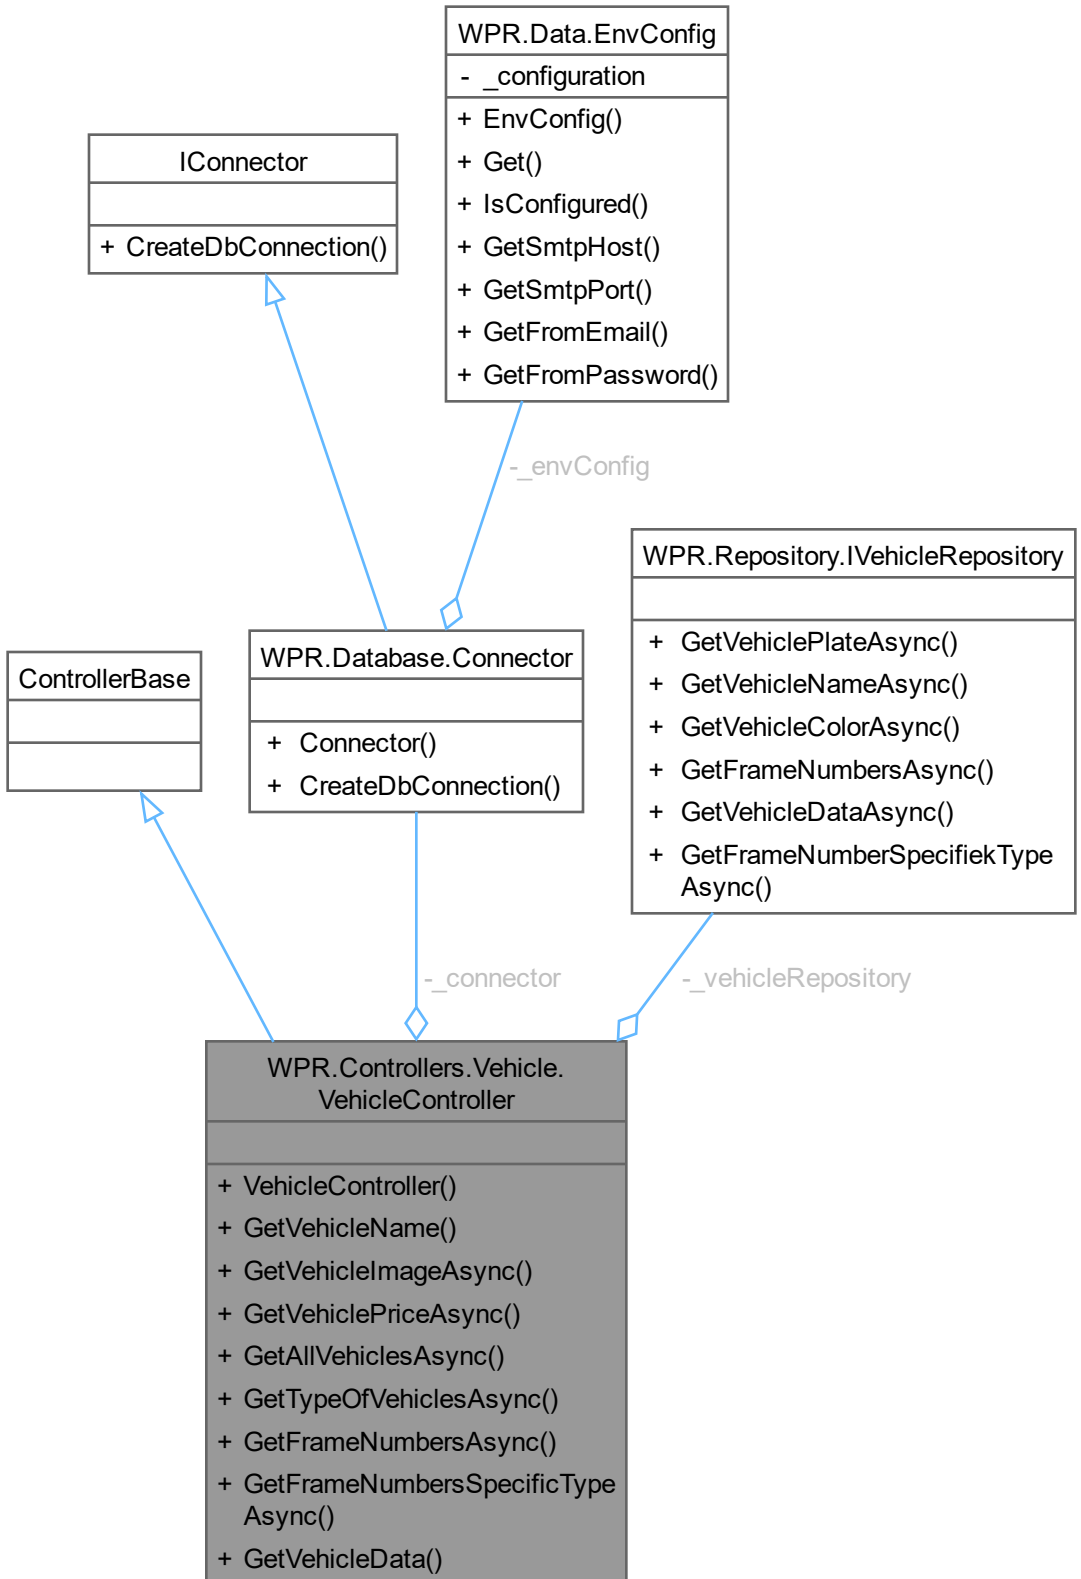 WPR.Data.EnvConfig
- _configuration
+ EnvConfig()
+ Get()
+ IsConfigured()
+ GetSmtpHost()
+ GetSmtpPort()
+ GetFromEmail()
+ GetFromPassword()
IConnector
+ CreateDbConnection()
-_envConfig
WPR.Repository.IVehicleRepository
+ GetVehiclePlateAsync()
+ GetVehicleNameAsync()
+ GetVehicleColorAsync()
+ GetFrameNumbersAsync()
+ GetVehicleDataAsync()
+ GetFrameNumberSpecifiekType
Async()
WPR.Database.Connector
+ Connector()
+ CreateDbConnection()
ControllerBase
-_connector
-_vehicleRepository
WPR.Controllers.Vehicle.
VehicleController
+ VehicleController()
+ GetVehicleName()
+ GetVehicleImageAsync()
+ GetVehiclePriceAsync()
+ GetAllVehiclesAsync()
+ GetTypeOfVehiclesAsync()
+ GetFrameNumbersAsync()
+ GetFrameNumbersSpecificType
Async()
+ GetVehicleData()